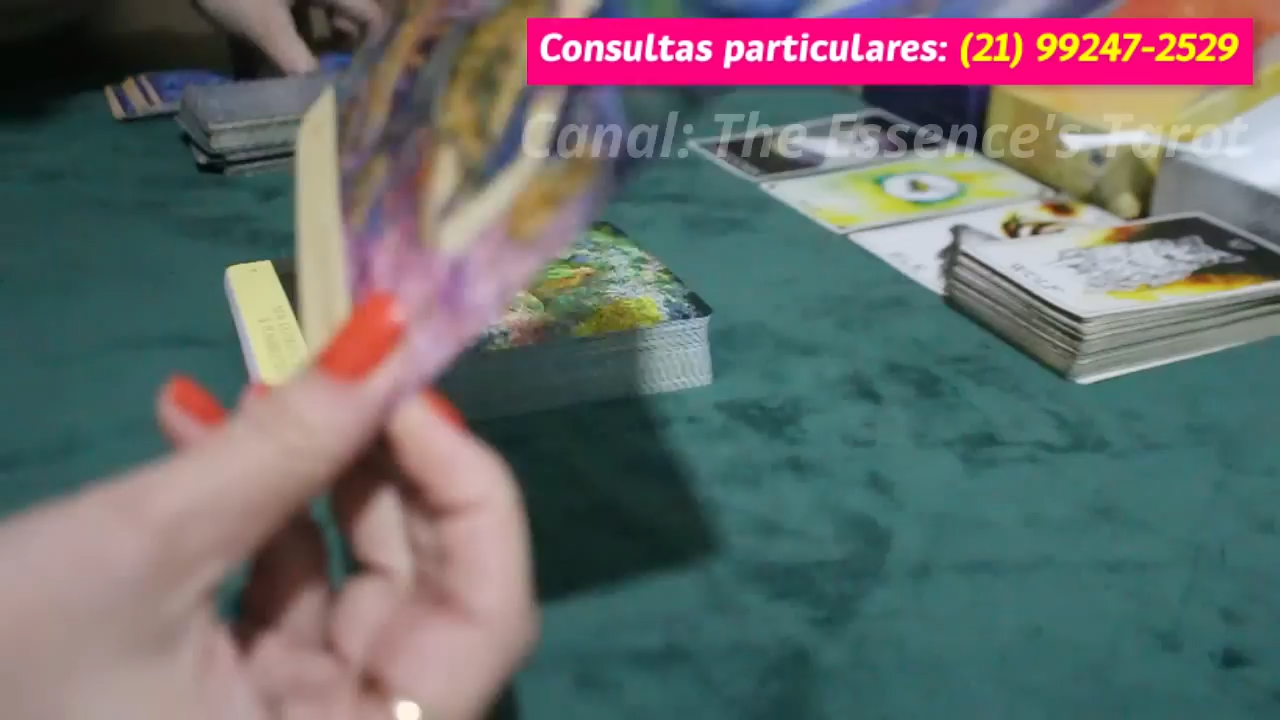 Consultas particulares: (21) 99247-2529
Canal: The Essence's Tarot